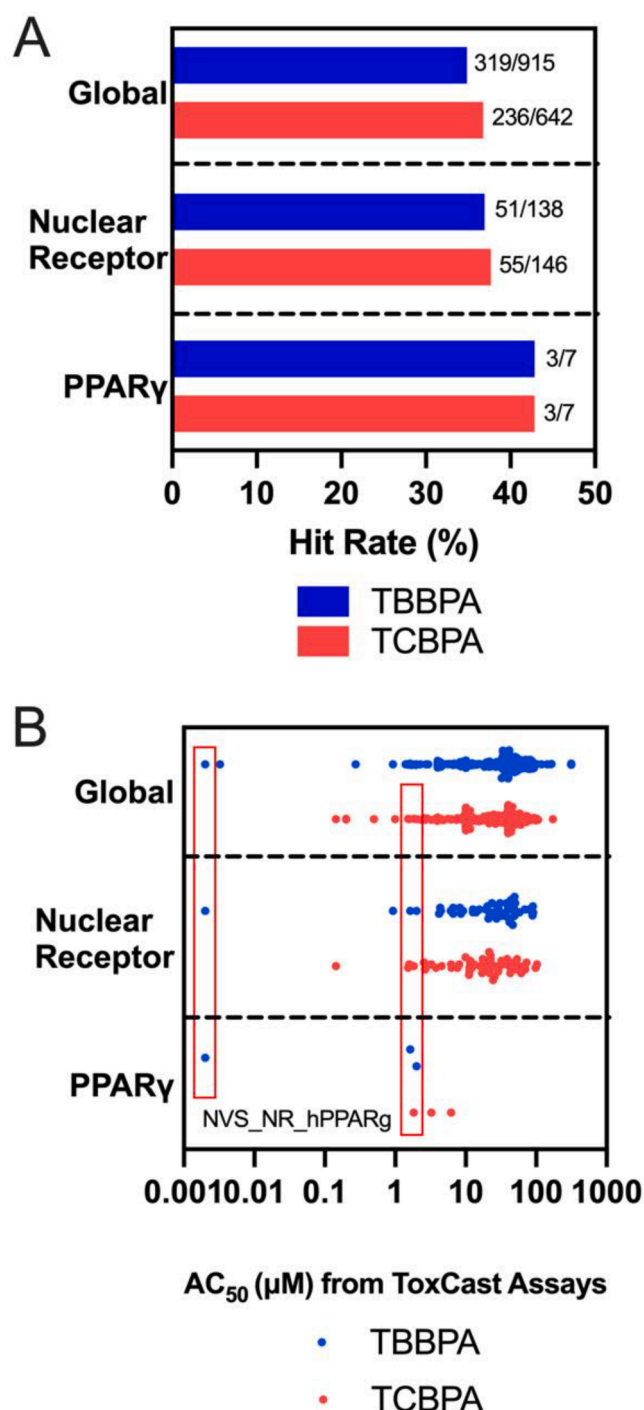 A
Global
319/915
236/642
Nuclear
Receptor
51/138
55/146
PPARγ
3/7
3/7
0 10 20 30 40 50
Hit Rate (%)
TBBPA
TCBPA
B
Global
Nuclear
Receptor
PPARγ
NVS_NR_hPPARg
0.001 0.01 0.1 1 10 100 1000
AC50 (µM) from ToxCast Assays
TBBPA
TCBPA